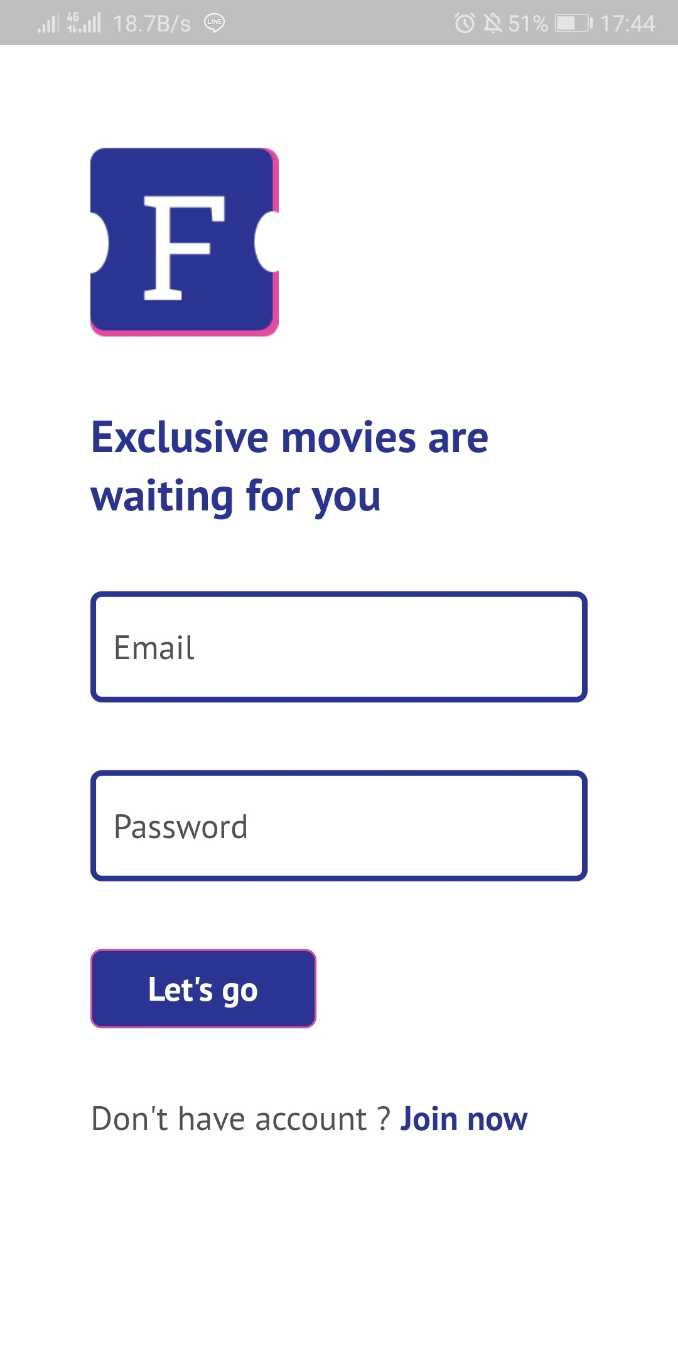 4G 18.7B/s LINE 51% 17:44
F
Exclusive movies are
waiting for you
Email
Password
Let's go
Don't have account ? Join now